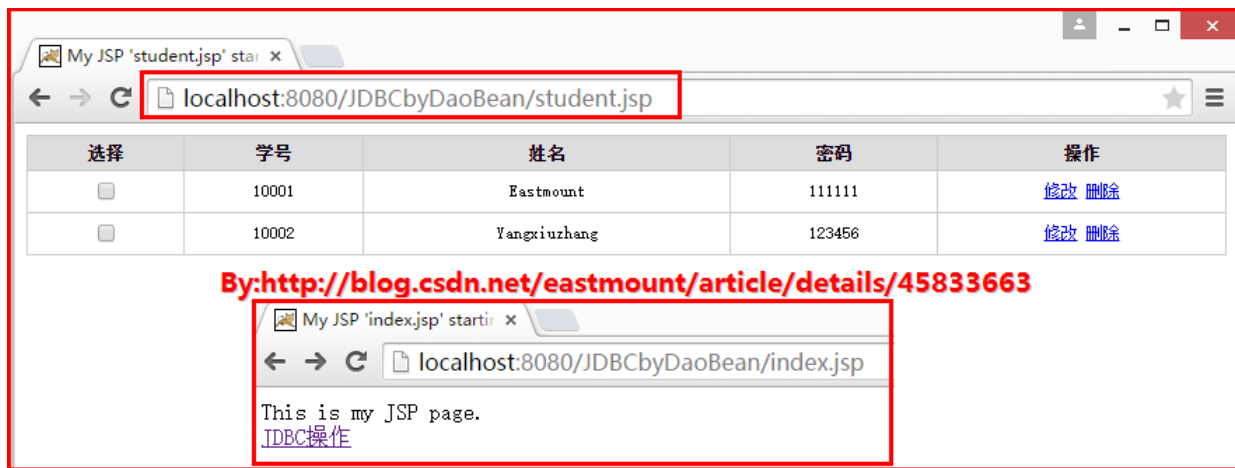 My JSP 'student.jsp' star
localhost:8080/JDBCbyDaoBean/student.jsp
选择 学号 姓名 密码 操作
10001 Eastmount 111111 修改 删除
10002 Yangxiuzhang 123456 修改 删除
By:http://blog.csdn.net/eastmount/article/details/45833663
My JSP 'index.jsp' startin
localhost:8080/JDBCbyDaoBean/index.jsp
This is my JSP page.
JDBC操作